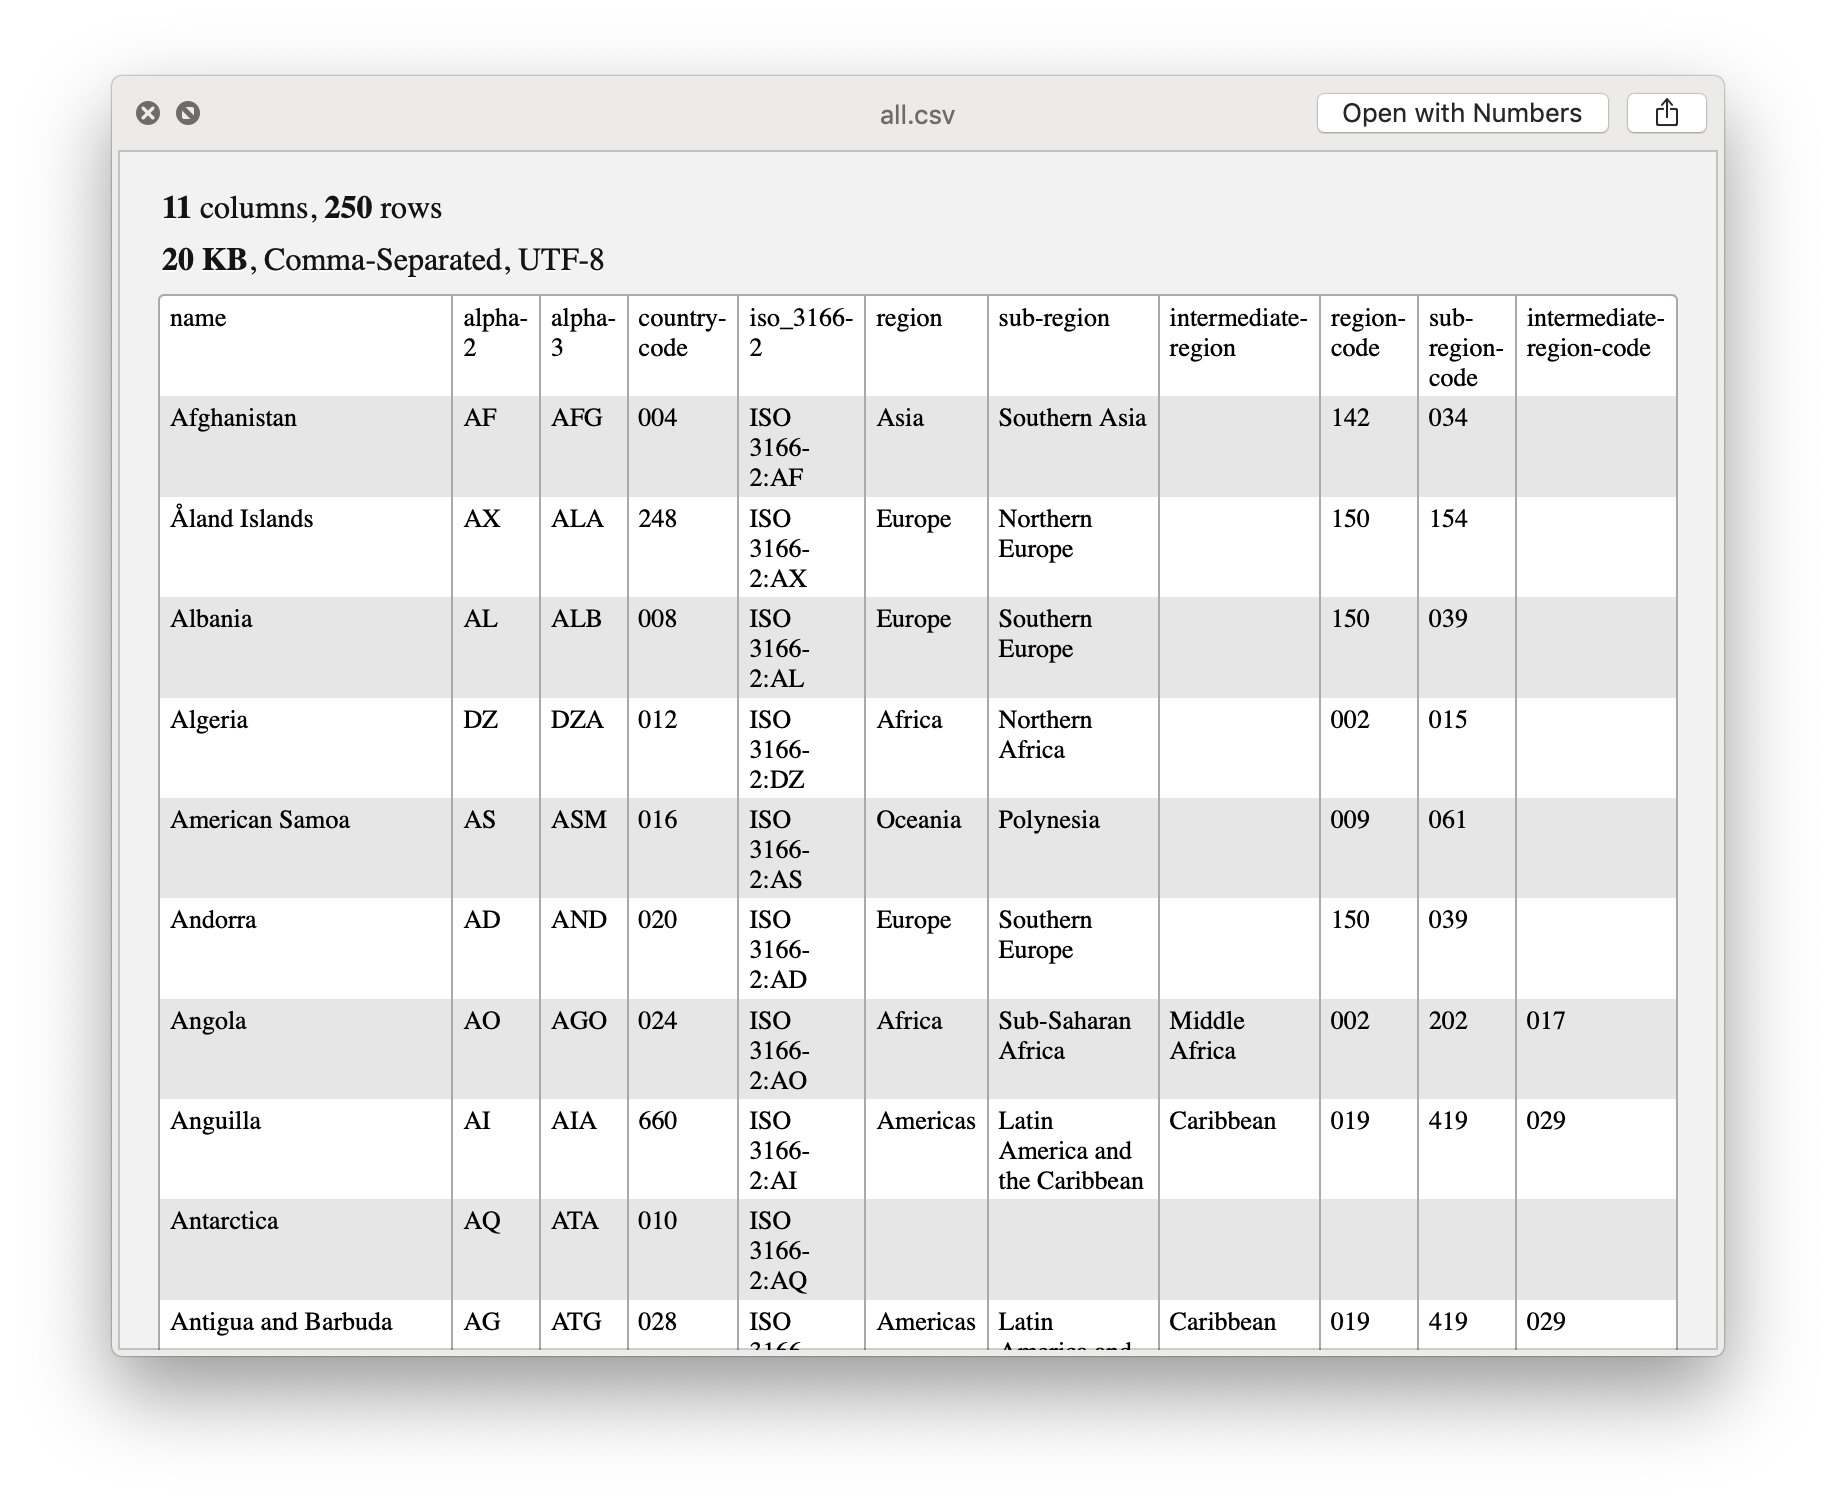 all.csv
Open with Numbers
11 columns, 250 rows
20 KB, Comma-Separated, UTF-8
name alpha-2 alpha-3 country-code iso_3166-2 region sub-region intermediate-region region-code sub-region-code intermediate-region-code
Afghanistan AF AFG 004 ISO 3166-2:AF Asia Southern Asia 142 034
Åland Islands AX ALA 248 ISO 3166-2:AX Europe Northern Europe 150 154
Albania AL ALB 008 ISO 3166-2:AL Europe Southern Europe 150 039
Algeria DZ DZA 012 ISO 3166-2:DZ Africa Northern Africa 002 015
American Samoa AS ASM 016 ISO 3166-2:AS Oceania Polynesia 009 061
Andorra AD AND 020 ISO 3166-2:AD Europe Southern Europe 150 039
Angola AO AGO 024 ISO 3166-2:AO Africa Sub-Saharan Africa Middle Africa 002 202 017
Anguilla AI AIA 660 ISO 3166-2:AI Americas Latin America and the Caribbean Caribbean 019 419 029
Antarctica AQ ATA 010 ISO 3166-2:AQ
Antigua and Barbuda AG ATG 028 ISO Americas Latin Caribbean 019 419 029